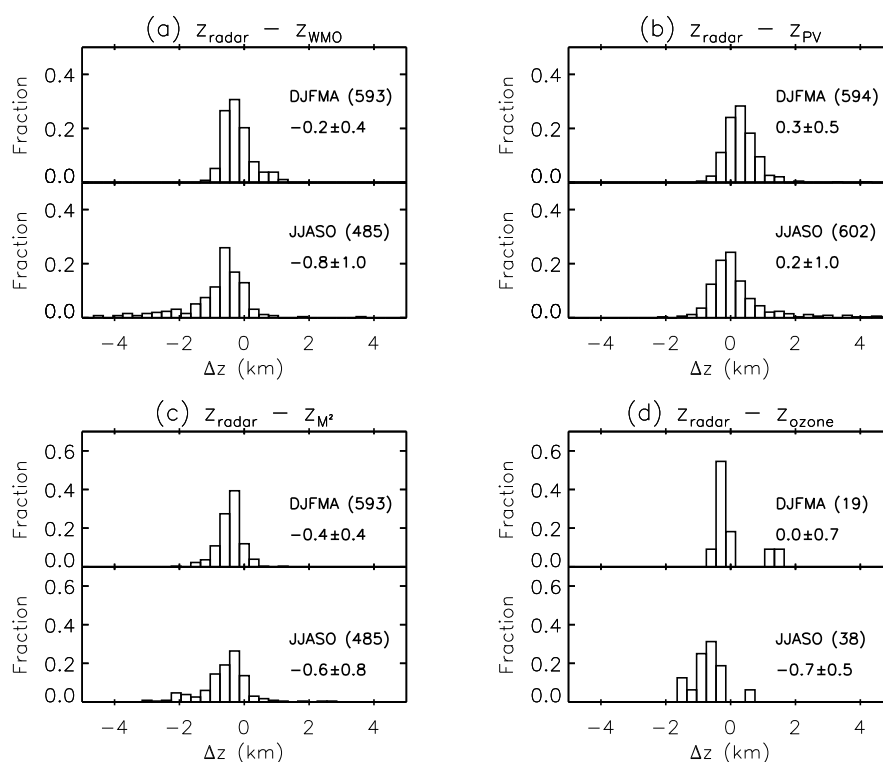 (a) z_radar − z_WMO
Fraction
0.4
0.2
0.0
DJFMA (593)
−0.2±0.4
Fraction
0.4
0.2
0.0
JJASO (485)
−0.8±1.0
−4 −2 0 2 4
Δz (km)
(b) z_radar − z_PV
Fraction
0.4
0.2
0.0
DJFMA (594)
0.3±0.5
Fraction
0.4
0.2
0.0
JJASO (602)
0.2±1.0
−4 −2 0 2 4
Δz (km)
(c) z_radar − z_M²
Fraction
0.6
0.4
0.2
0.0
DJFMA (593)
−0.4±0.4
Fraction
0.6
0.4
0.2
0.0
JJASO (485)
−0.6±0.8
−4 −2 0 2 4
Δz (km)
(d) z_radar − z_ozone
Fraction
0.6
0.4
0.2
0.0
DJFMA (19)
0.0±0.7
Fraction
0.6
0.4
0.2
0.0
JJASO (38)
−0.7±0.5
−4 −2 0 2 4
Δz (km)